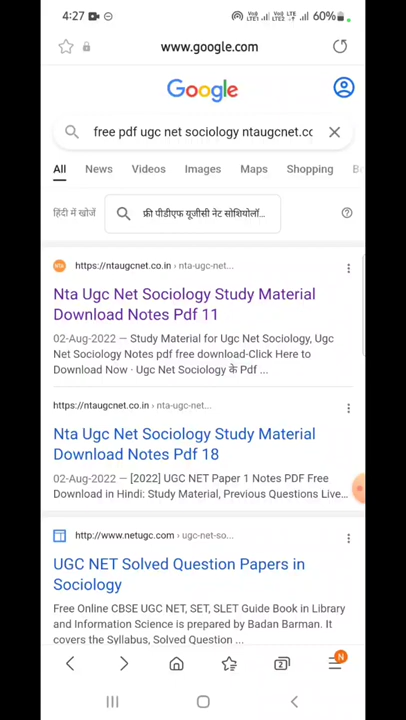 4:27 60%
www.google.com
Google
free pdf ugc net sociology ntaugcnet.cc
All News Videos Images Maps Shopping
हिंदी में खोजें फ्री पीडीएफ यूजीसी नेट सोशियोलॉ...
https://ntaugcnet.co.in › nta-ugc-net...
Nta Ugc Net Sociology Study Material
Download Notes Pdf 11
02-Aug-2022 — Study Material for Ugc Net Sociology, Ugc
Net Sociology Notes pdf free download-Click Here to
Download Now · Ugc Net Sociology के Pdf ...
https://ntaugcnet.co.in › nta-ugc-net...
Nta Ugc Net Sociology Study Material
Download Notes Pdf 18
02-Aug-2022 — [2022] UGC NET Paper 1 Notes PDF Free
Download in Hindi: Study Material, Previous Questions Live...
http://www.netugc.com › ugc-net-so...
UGC NET Solved Question Papers in
Sociology
Free Online CBSE UGC NET, SET, SLET Guide Book in Library
and Information Science is prepared by Badan Barman. It
covers the Syllabus, Solved Question ...
2 N